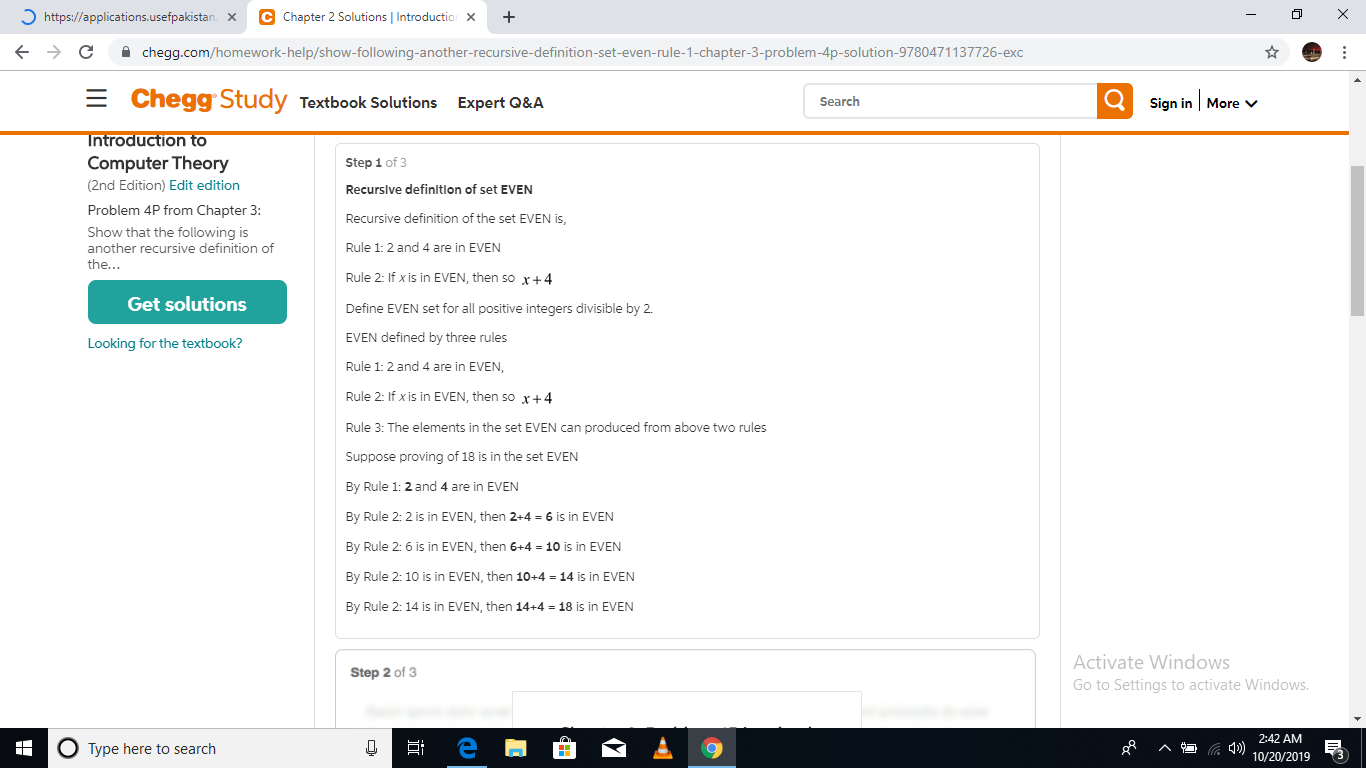 https://applications.usefpakistan.
Chapter 2 Solutions | Introduction
chegg.com/homework-help/show-following-another-recursive-definition-set-even-rule-1-chapter-3-problem-4p-solution-9780471137726-exc
Chegg Study Textbook Solutions Expert Q&A Search Sign in More
Introduction to
Computer Theory
(2nd Edition) Edit edition
Problem 4P from Chapter 3:
Show that the following is
another recursive definition of
the...
Get solutions
Looking for the textbook?
Step 1 of 3
Recursive definition of set EVEN
Recursive definition of the set EVEN is,
Rule 1: 2 and 4 are in EVEN
Rule 2: If x is in EVEN, then so x+4
Define EVEN set for all positive integers divisible by 2.
EVEN defined by three rules
Rule 1: 2 and 4 are in EVEN,
Rule 2: If x is in EVEN, then so x+4
Rule 3: The elements in the set EVEN can produced from above two rules
Suppose proving of 18 is in the set EVEN
By Rule 1: 2 and 4 are in EVEN
By Rule 2: 2 is in EVEN, then 2+4 = 6 is in EVEN
By Rule 2: 6 is in EVEN, then 6+4 = 10 is in EVEN
By Rule 2: 10 is in EVEN, then 10+4 = 14 is in EVEN
By Rule 2: 14 is in EVEN, then 14+4 = 18 is in EVEN
Step 2 of 3
Activate Windows
Go to Settings to activate Windows.
Type here to search
2:42 AM
10/20/2019
3